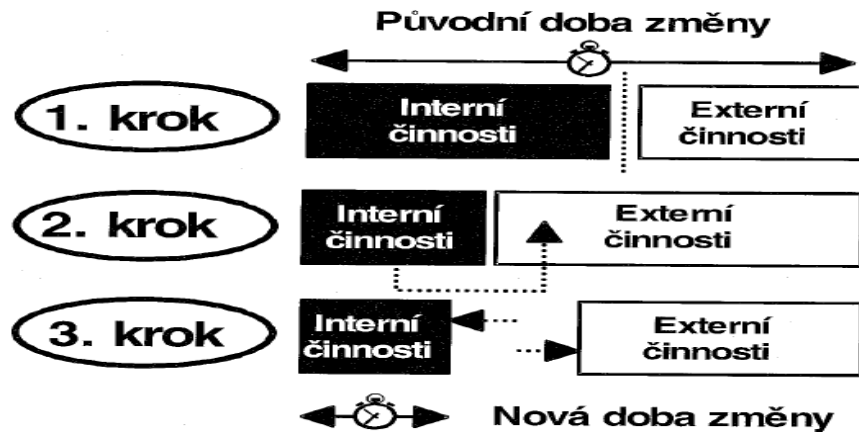 Původní doba změny
1. krok
Interní
činnosti
Externí
činnosti
2. krok
Interní
činnosti
Externí
činnosti
3. krok
Interní
činnosti
Externí
činnosti
Nová doba změny